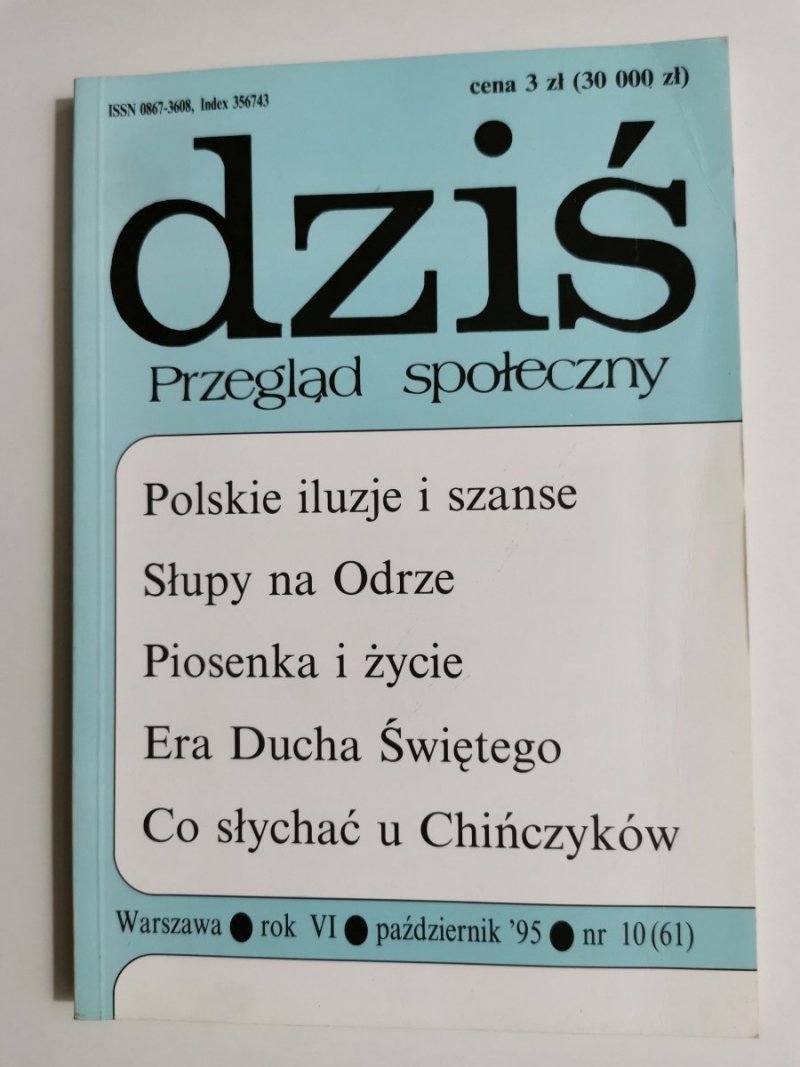 ISSN 0867-3608, Index 356743
cena 3 zł (30 000 zł)
dziś
Przegląd społeczny
Polskie iluzje i szanse
Słupy na Odrze
Piosenka i życie
Era Ducha Świętego
Co słychać u Chińczyków
Warszawa ● rok VI ● październik '95 ● nr 10(61)